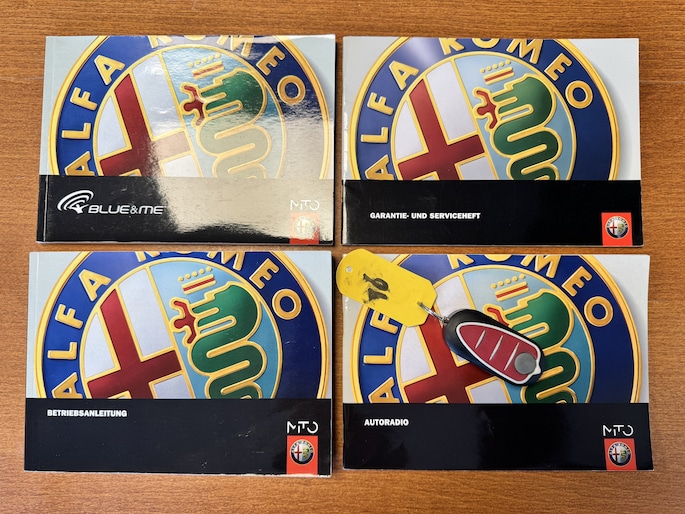 ALFA ROMEO
BLUE&ME
MiTO
ALFA ROMEO
GARANTIE- UND SERVICEHEFT
ALFA ROMEO
BETRIEBSANLEITUNG
MiTO
ALFA ROMEO
AUTORADIO
MiTO